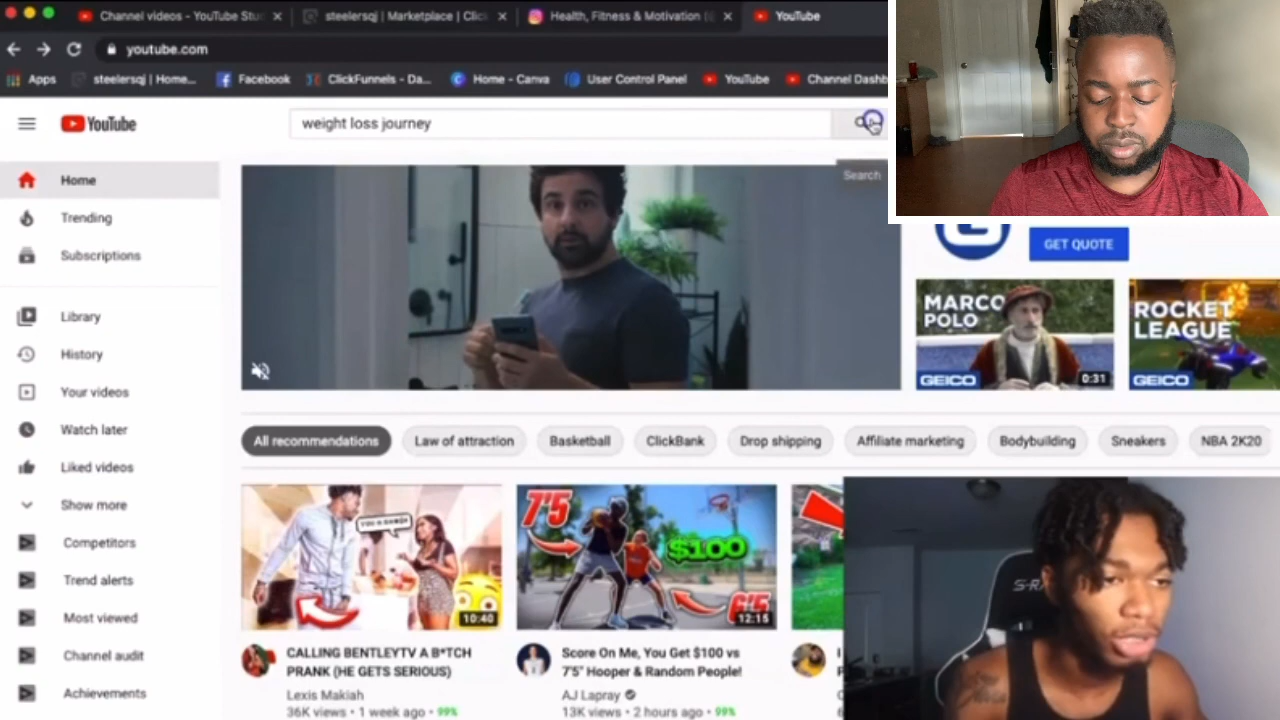 Channel videos - YouTube Stu
steelersqj | Marketplace | Clic
Health, Fitness & Motivation (
YouTube
youtube.com
Apps
steelersqj | Home...
Facebook
ClickFunnels - Da...
Home - Canva
User Control Panel
YouTube
Channel Dashb
YouTube
weight loss journey
Search
Home
Trending
Subscriptions
Library
History
Your videos
Watch later
Liked videos
Show more
Competitors
Trend alerts
Most viewed
Channel audit
Achievements
GET QUOTE
MARCO
POLO
GEICO
0:31
ROCKET
LEAGUE
GEICO
All recommendations
Law of attraction
Basketball
ClickBank
Drop shipping
Affiliate marketing
Bodybuilding
Sneakers
NBA 2K20
10:40
CALLING BENTLEYTV A B*TCH
PRANK (HE GETS SERIOUS)
Lexis Makiah
36K views • 1 week ago • 99%
7'5
$100
6'5
12:15
Score On Me, You Get $100 vs
7'5" Hooper & Random People!
AJ Lapray
13K views • 2 hours ago • 99%
S-RA